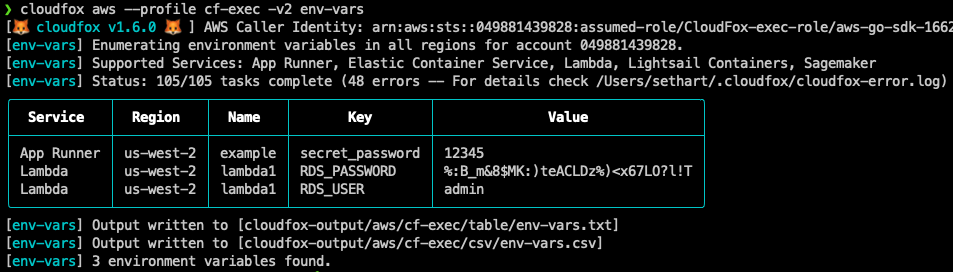 ❯ cloudfox aws --profile cf-exec -v2 env-vars
[🦊 cloudfox v1.6.0 🦊 ] AWS Caller Identity: arn:aws:sts::049881439828:assumed-role/CloudFox-exec-role/aws-go-sdk-1662
[env-vars] Enumerating environment variables in all regions for account 049881439828.
[env-vars] Supported Services: App Runner, Elastic Container Service, Lambda, Lightsail Containers, Sagemaker
[env-vars] Status: 105/105 tasks complete (48 errors -- For details check /Users/sethart/.cloudfox/cloudfox-error.log)
Service Region Name Key Value
App Runner us-west-2 example secret_password 12345
Lambda us-west-2 lambda1 RDS_PASSWORD %:B_m&8$MK:)teACLDz%)<x67LO?l!T
Lambda us-west-2 lambda1 RDS_USER admin
[env-vars] Output written to [cloudfox-output/aws/cf-exec/table/env-vars.txt]
[env-vars] Output written to [cloudfox-output/aws/cf-exec/csv/env-vars.csv]
[env-vars] 3 environment variables found.